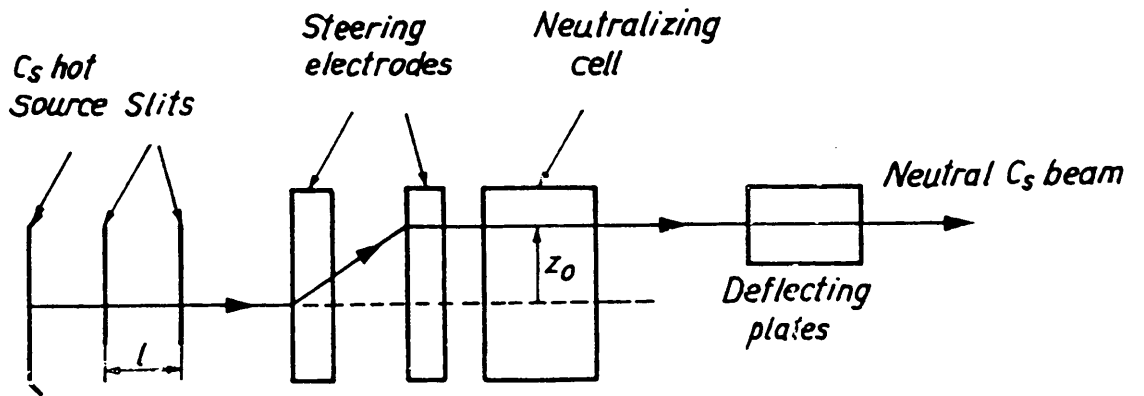 Cs hot
Source
Slits
Steering
electrodes
Neutralizing
cell
Neutral Cs beam
Deflecting
plates
z₀
l